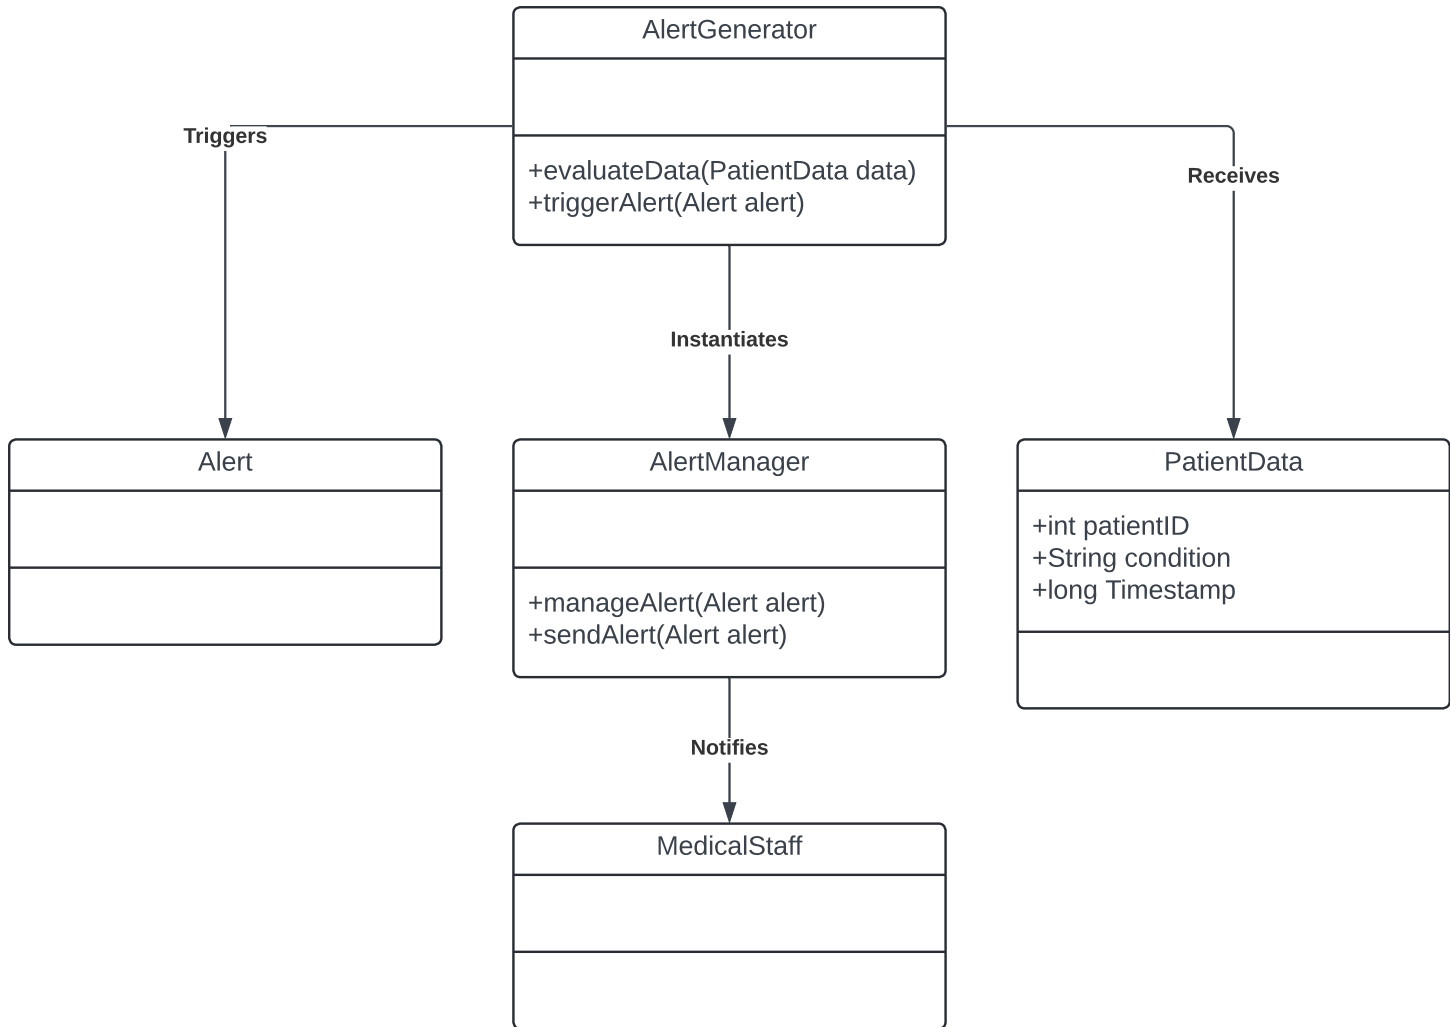 AlertGenerator
+evaluateData(PatientData data)
+triggerAlert(Alert alert)
Triggers
Receives
Instantiates
Alert
AlertManager
+manageAlert(Alert alert)
+sendAlert(Alert alert)
PatientData
+int patientID
+String condition
+long Timestamp
Notifies
MedicalStaff